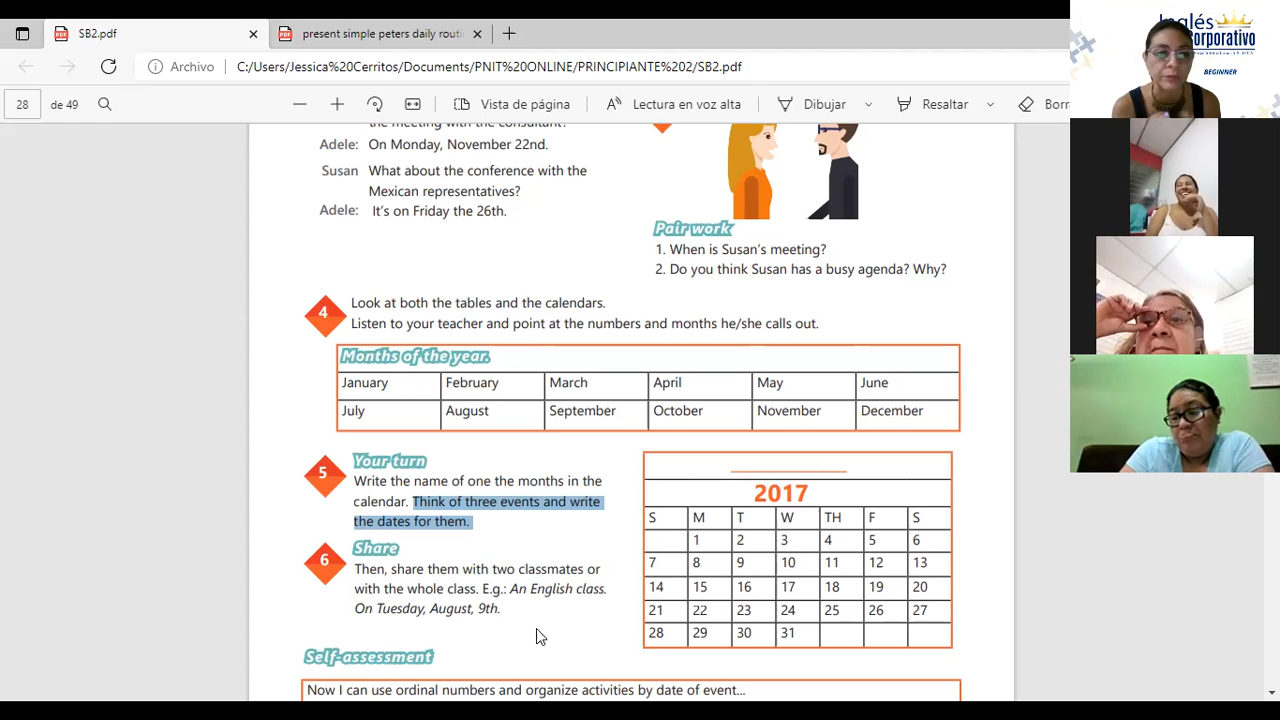 SB2.pdf
present simple peters daily routi
Inglés
Corporativo
BEGINNER
Archivo
C:/Users/Jessica%20Cerritos/Documents/PNE%20ONLINE/PRINCIPIANTE%202/SB2.pdf
28 de 49
Vista de página
Lectura en voz alta
Dibujar
Resaltar
Borr
the meeting with the consultant?
Adele: On Monday, November 22nd.
Susan What about the conference with the
Mexican representatives?
Adele: It's on Friday the 26th.
Pair work
1. When is Susan's meeting?
2. Do you think Susan has a busy agenda? Why?
4
Look at both the tables and the calendars.
Listen to your teacher and point at the numbers and months he/she calls out.
Months of the year.
January February March April May June
July August September October November December
5
Your turn
Write the name of one the months in the
calendar. Think of three events and write
the dates for them.
6
Share
Then, share them with two classmates or
with the whole class. E.g.: An English class.
On Tuesday, August, 9th.
2017
S M T W TH F S
1 2 3 4 5 6
7 8 9 10 11 12 13
14 15 16 17 18 19 20
21 22 23 24 25 26 27
28 29 30 31
Self-assessment
Now I can use ordinal numbers and organize activities by date of event...